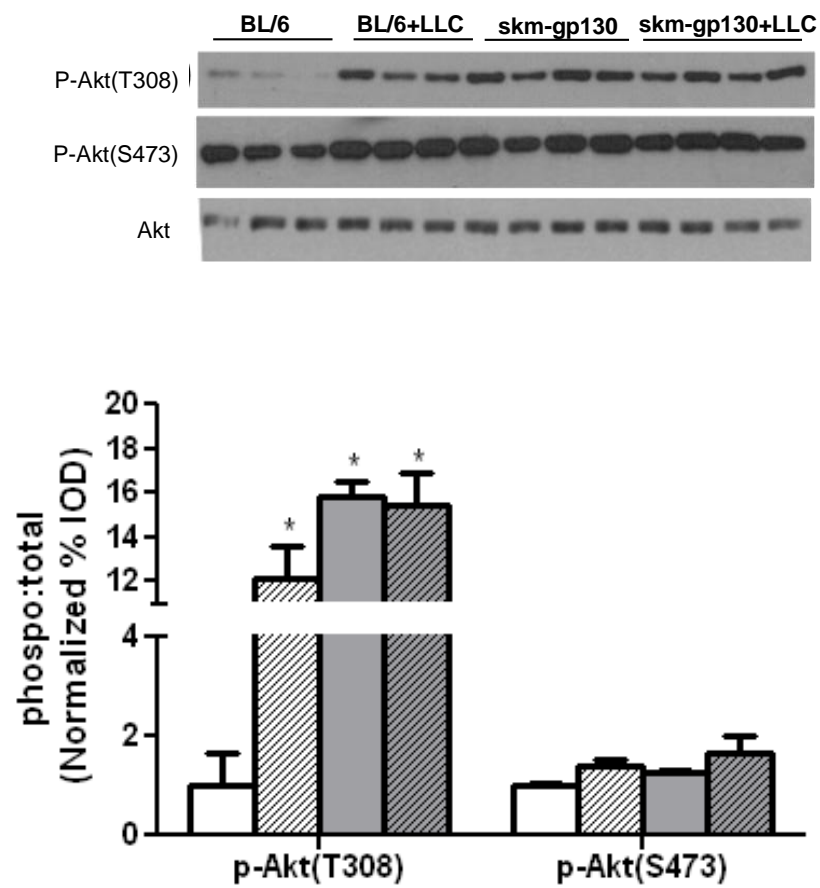 BL/6 BL/6+LLC skm-gp130 skm-gp130+LLC
P-Akt(T308)
P-Akt(S473)
Akt
20
18
16
14
12
4
2
0
phospo:total
(Normalized % IOD)
* * *
p-Akt(T308) p-Akt(S473)